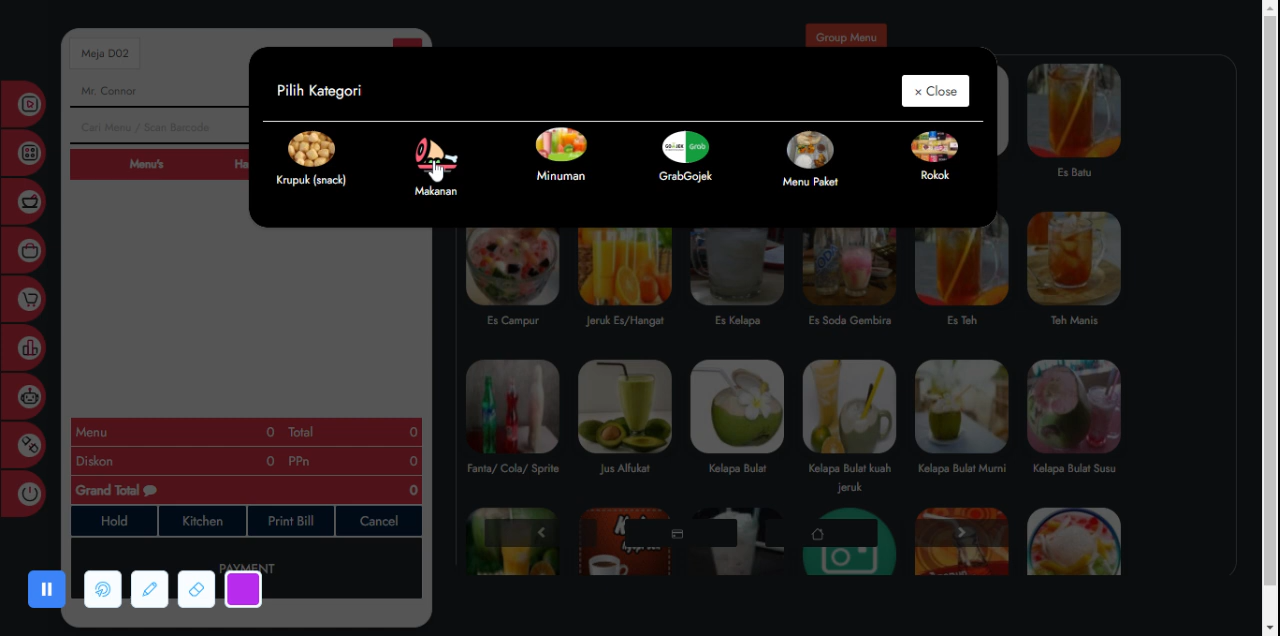 Group Menu
Meja D02
Mr. Connor
Cari Menu / Scan Barcode
Menu's Ha
Pilih Kategori
× Close
Krupuk (snack)
Makanan
Minuman
GrabGojek
Menu Paket
Rokok
Es Batu
Es Campur
Jeruk Es/Hangat
Es Kelapa
Es Soda Gembira
Es Teh
Teh Manis
Fanta/ Cola/ Sprite
Jus Alfukat
Kelapa Bulat
Kelapa Bulat kuah
jeruk
Kelapa Bulat Murni
Kelapa Bulat Susu
Menu 0 Total 0
Diskon 0 PPn 0
Grand Total 0
Hold
Kitchen
Print Bill
Cancel
PAYMENT